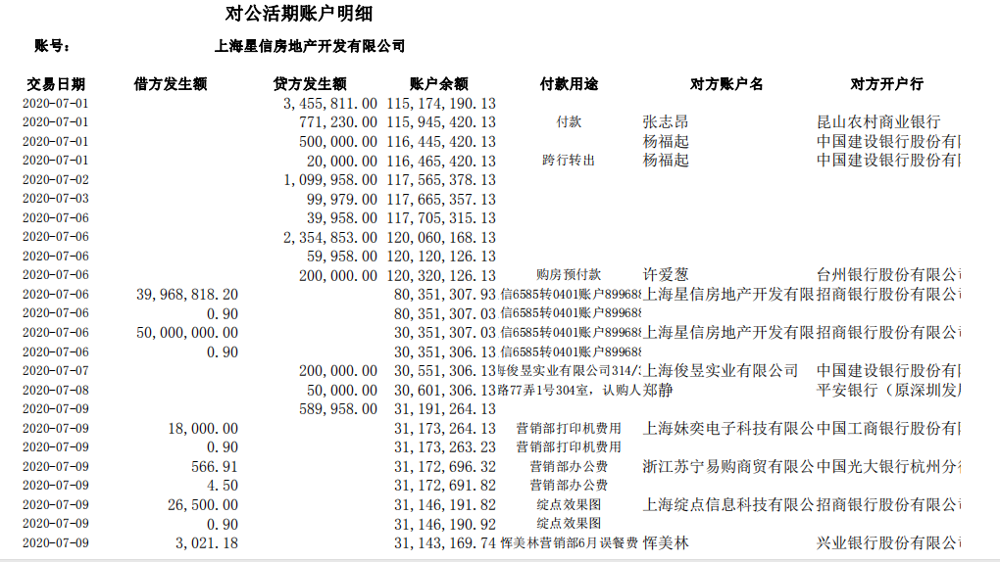 对公活期账户明细
账号： 上海星信房地产开发有限公司
交易日期 借方发生额 贷方发生额 账户余额 付款用途 对方账户名 对方开户行
2020-07-01 3,455,811.00 115,174,190.13
2020-07-01 771,230.00 115,945,420.13 付款 张志昂 昆山农村商业银行
2020-07-01 500,000.00 116,445,420.13 杨福起 中国建设银行股份有
2020-07-01 20,000.00 116,465,420.13 跨行转出 杨福起 中国建设银行股份有
2020-07-02 1,099,958.00 117,565,378.13
2020-07-03 99,979.00 117,665,357.13
2020-07-06 39,958.00 117,705,315.13
2020-07-06 2,354,853.00 120,060,168.13
2020-07-06 59,958.00 120,120,126.13
2020-07-06 200,000.00 120,320,126.13 购房预付款 许爱葱 台州银行股份有限公
2020-07-06 39,968,818.20 80,351,307.93 信6585转0401账户899688 上海星信房地产开发有限 招商银行股份有限公
2020-07-06 0.90 80,351,307.03 信6585转0401账户899688
2020-07-06 50,000,000.00 30,351,307.03 信6585转0401账户899688 上海星信房地产开发有限 招商银行股份有限公
2020-07-06 0.90 30,351,306.13 信6585转0401账户899688
2020-07-07 200,000.00 30,551,306.13 俊昱实业有限公司314/ 上海俊昱实业有限公司 中国建设银行股份有
2020-07-08 50,000.00 30,601,306.13 路77弄1号304室，认购人 郑静 平安银行（原深圳发
2020-07-09 589,958.00 31,191,264.13
2020-07-09 18,000.00 31,173,264.13 营销部打印机费用 上海妹奕电子科技有限公 中国工商银行股份有
2020-07-09 0.90 31,173,263.23 营销部打印机费用
2020-07-09 566.91 31,172,696.32 营销部办公费 浙江苏宁易购商贸有限公 中国光大银行杭州分
2020-07-09 4.50 31,172,691.82 营销部办公费
2020-07-09 26,500.00 31,146,191.82 绽点效果图 上海绽点信息科技有限公 招商银行股份有限公
2020-07-09 0.90 31,146,190.92 绽点效果图
2020-07-09 3,021.18 31,143,169.74 恽美林营销部6月误餐费 恽美林 兴业银行股份有限公